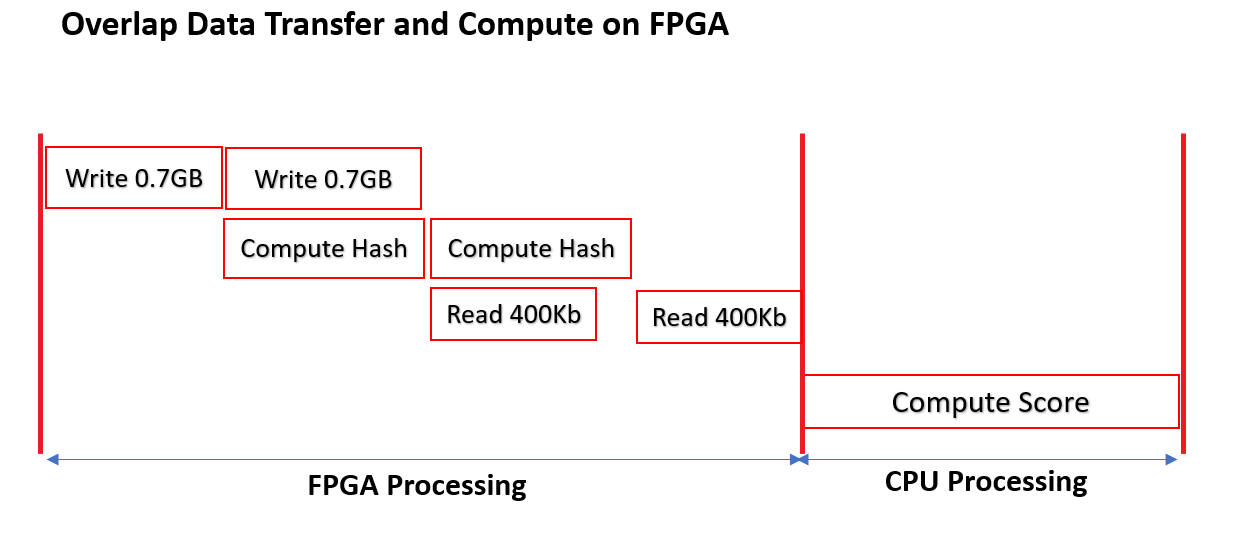 Overlap Data Transfer and Compute on FPGA
Write 0.7GB
Write 0.7GB
Compute Hash
Compute Hash
Read 400Kb
Read 400Kb
Compute Score
FPGA Processing
CPU Processing